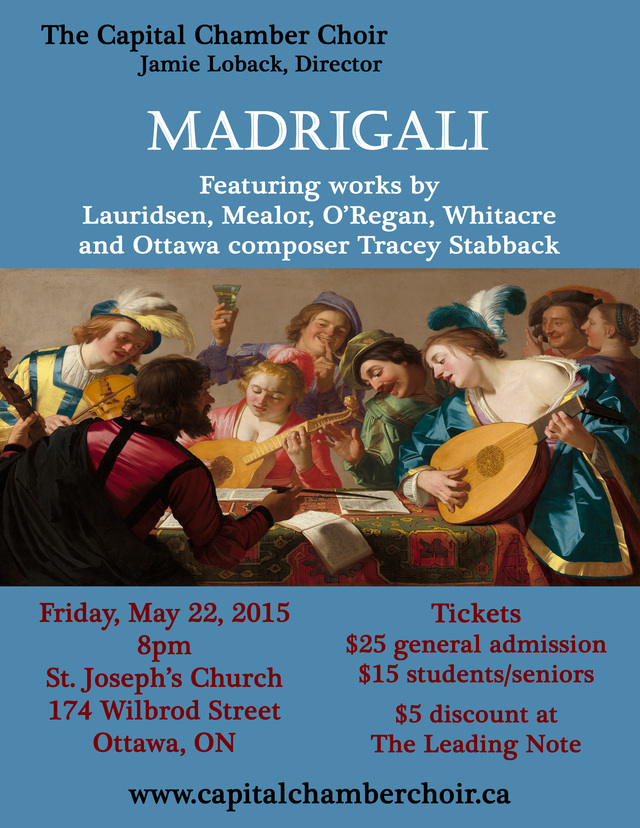 The Capital Chamber Choir
Jamie Loback, Director
MADRIGALI
Featuring works by
Lauridsen, Mealor, O'Regan, Whitacre
and Ottawa composer Tracey Stabback
Friday, May 22, 2015
8pm
St. Joseph's Church
174 Wilbrod Street
Ottawa, ON
Tickets
$25 general admission
$15 students/seniors
$5 discount at
The Leading Note
www.capitalchamberchoir.ca